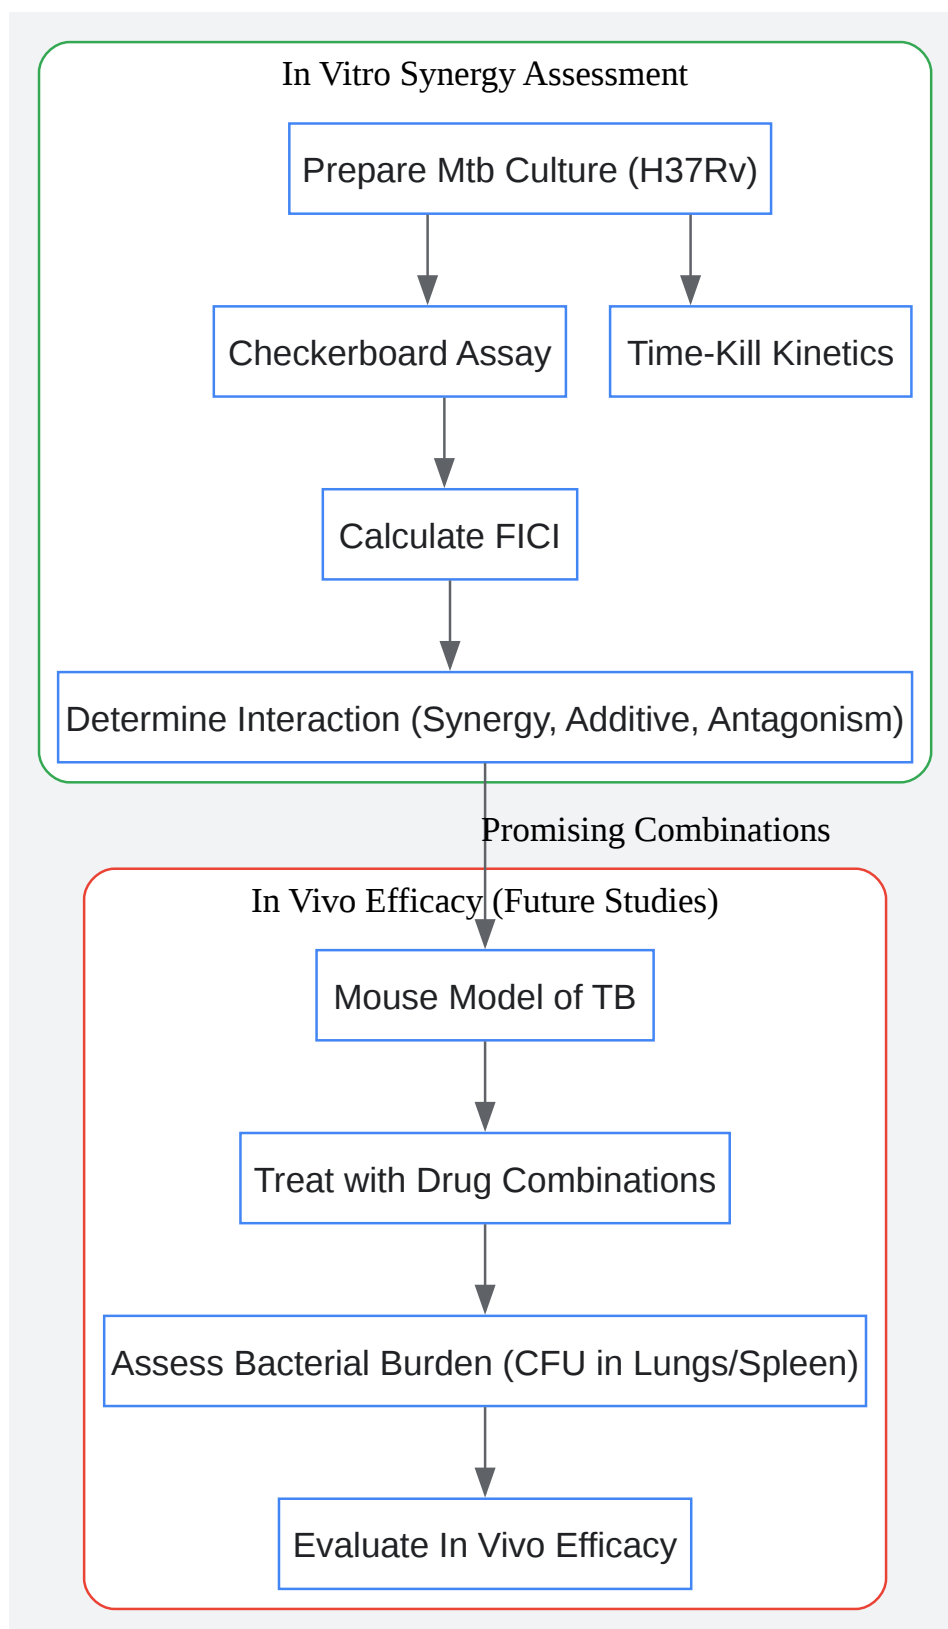 In Vitro Synergy Assessment
Prepare Mtb Culture (H37Rv)
Checkerboard Assay
Time-Kill Kinetics
Calculate FICI
Determine Interaction (Synergy, Additive, Antagonism)
Promising Combinations
In Vivo Efficacy (Future Studies)
Mouse Model of TB
Treat with Drug Combinations
Assess Bacterial Burden (CFU in Lungs/Spleen)
Evaluate In Vivo Efficacy